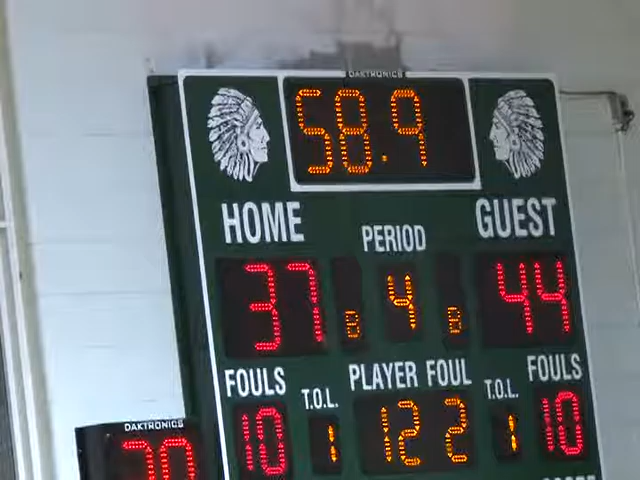 DAKTRONICS
58.9
HOME PERIOD GUEST
37 B 4 B 44
FOULS T.O.L. PLAYER FOUL T.O.L. FOULS
10 1 12 2 1 10
DAKTRONICS